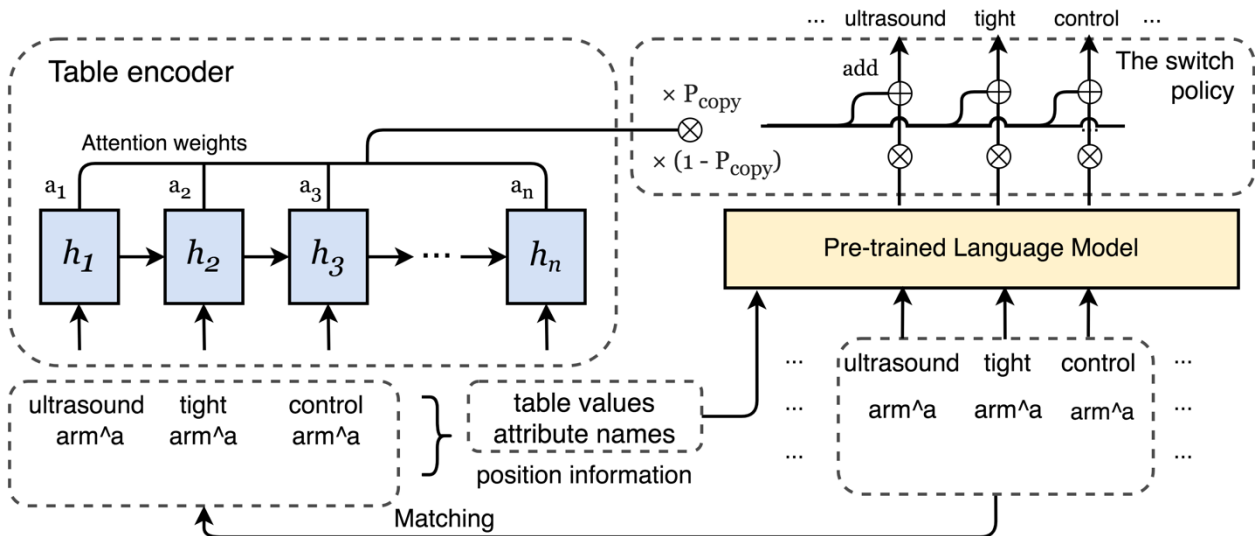 ... ultrasound tight control ...
The switch policy
add
× P_copy
× (1 - P_copy)
...
Table encoder
Attention weights
a_1 a_2 a_3 a_n
h_1 h_2 h_3 ... h_n
Pre-trained Language Model
ultrasound tight control
arm^a arm^a arm^a
table values
attribute names
position information
... ultrasound tight control ...
... arm^a arm^a arm^a ...
... ...
Matching